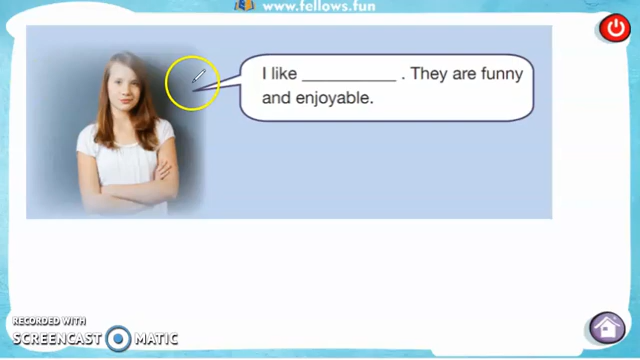 www.fellows.fun
I like ___________ . They are funny
and enjoyable.
RECORDED WITH
SCREENCAST MATIC